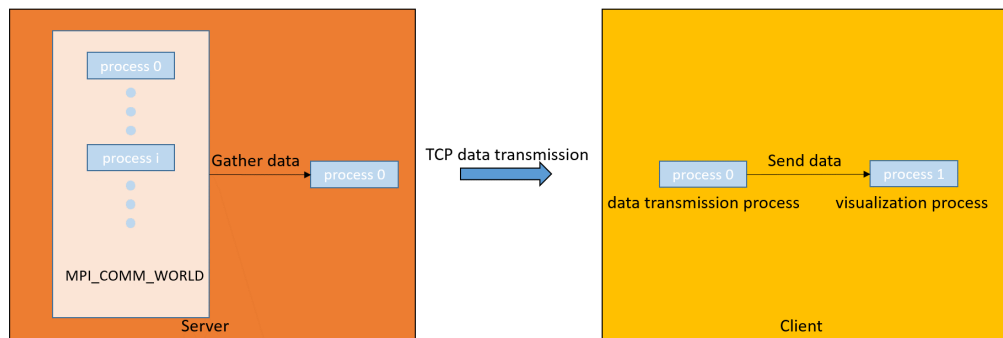 process 0
process i
MPI_COMM_WORLD
Gather data
process 0
Server
TCP data transmission
process 0
data transmission process
Send data
process 1
visualization process
Client